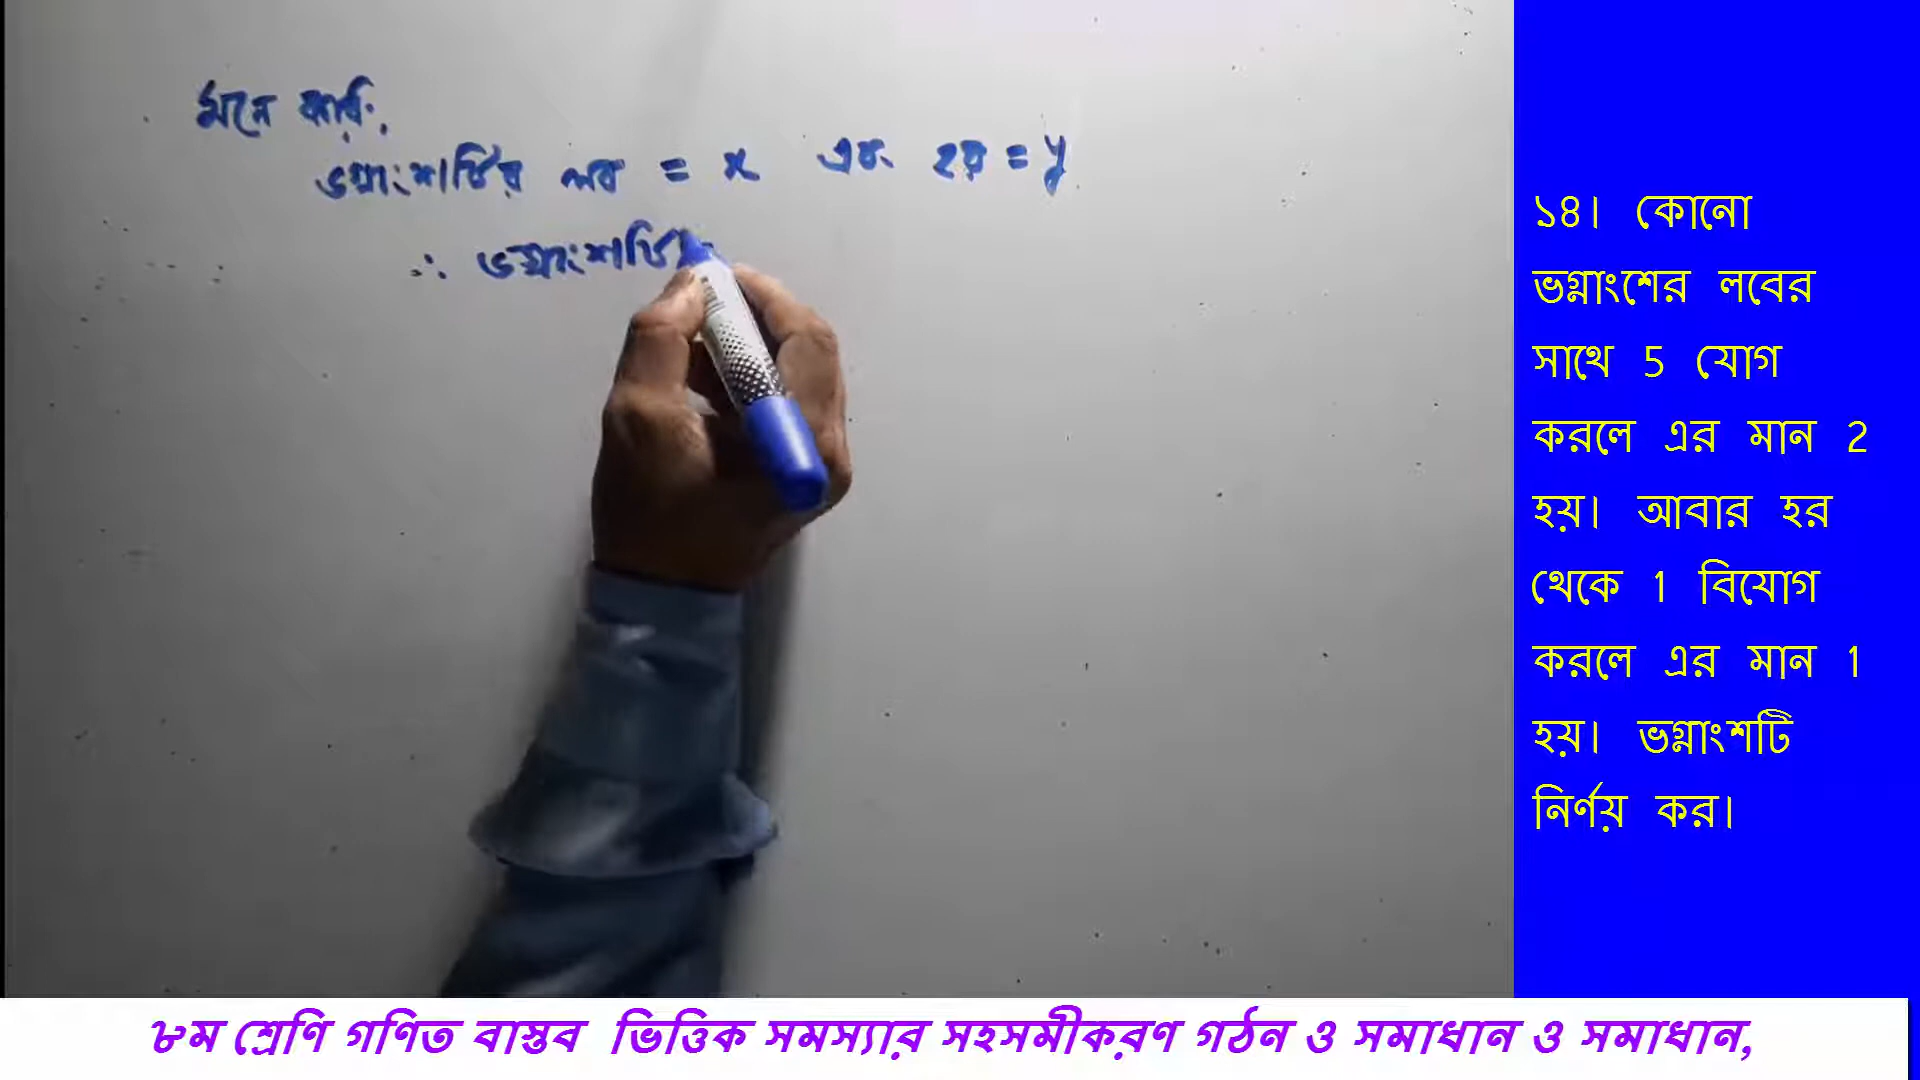 মনে করি,
ভগ্নাংশটির লব = x এবং হর = y
∴ ভগ্নাংশটি
১৪। কোনো
ভগ্নাংশের লবের
সাথে 5 যোগ
করলে এর মান 2
হয়। আবার হর
থেকে 1 বিযোগ
করলে এর মান 1
হয়। ভগ্নাংশটি
নির্ণয় কর।
৮ম শ্রেণি গণিত বাস্তব ভিত্তিক সমস্যার সহসমীকরণ গঠন ও সমাধান ও সমাধান,